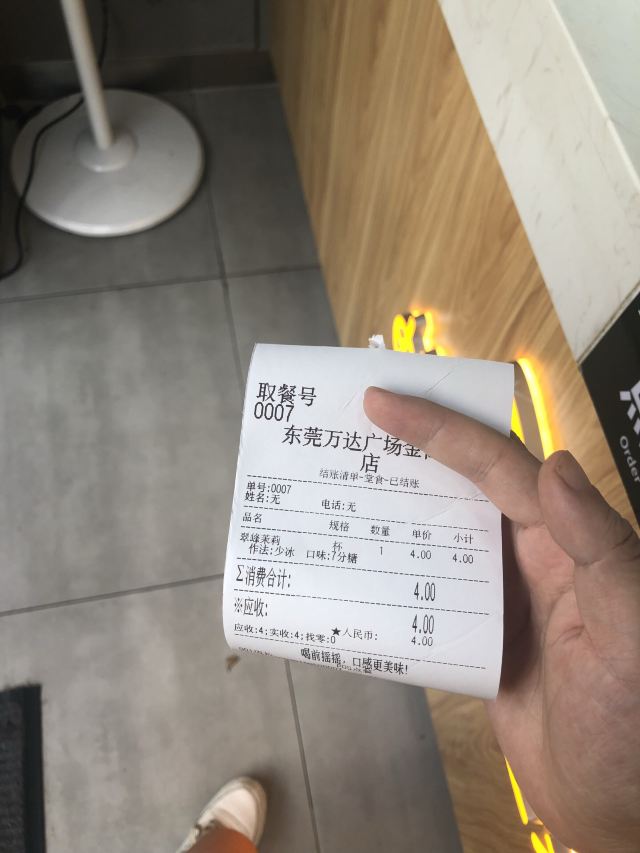 取餐号
0007
东莞万达广场金
店
结账清单-堂食-已结账
单号:0007
姓名:无 电话:无
品名 规格 数量 单价 小计
翠峰茉莉 杯 1 4.00 4.00
作法:少冰 口味:7分糖
Σ消费合计: 4.00
※应收: 4.00
★人民币: 4.00
应收:4;实收:4;找零:0
喝前摇摇，口感更美味!
Order